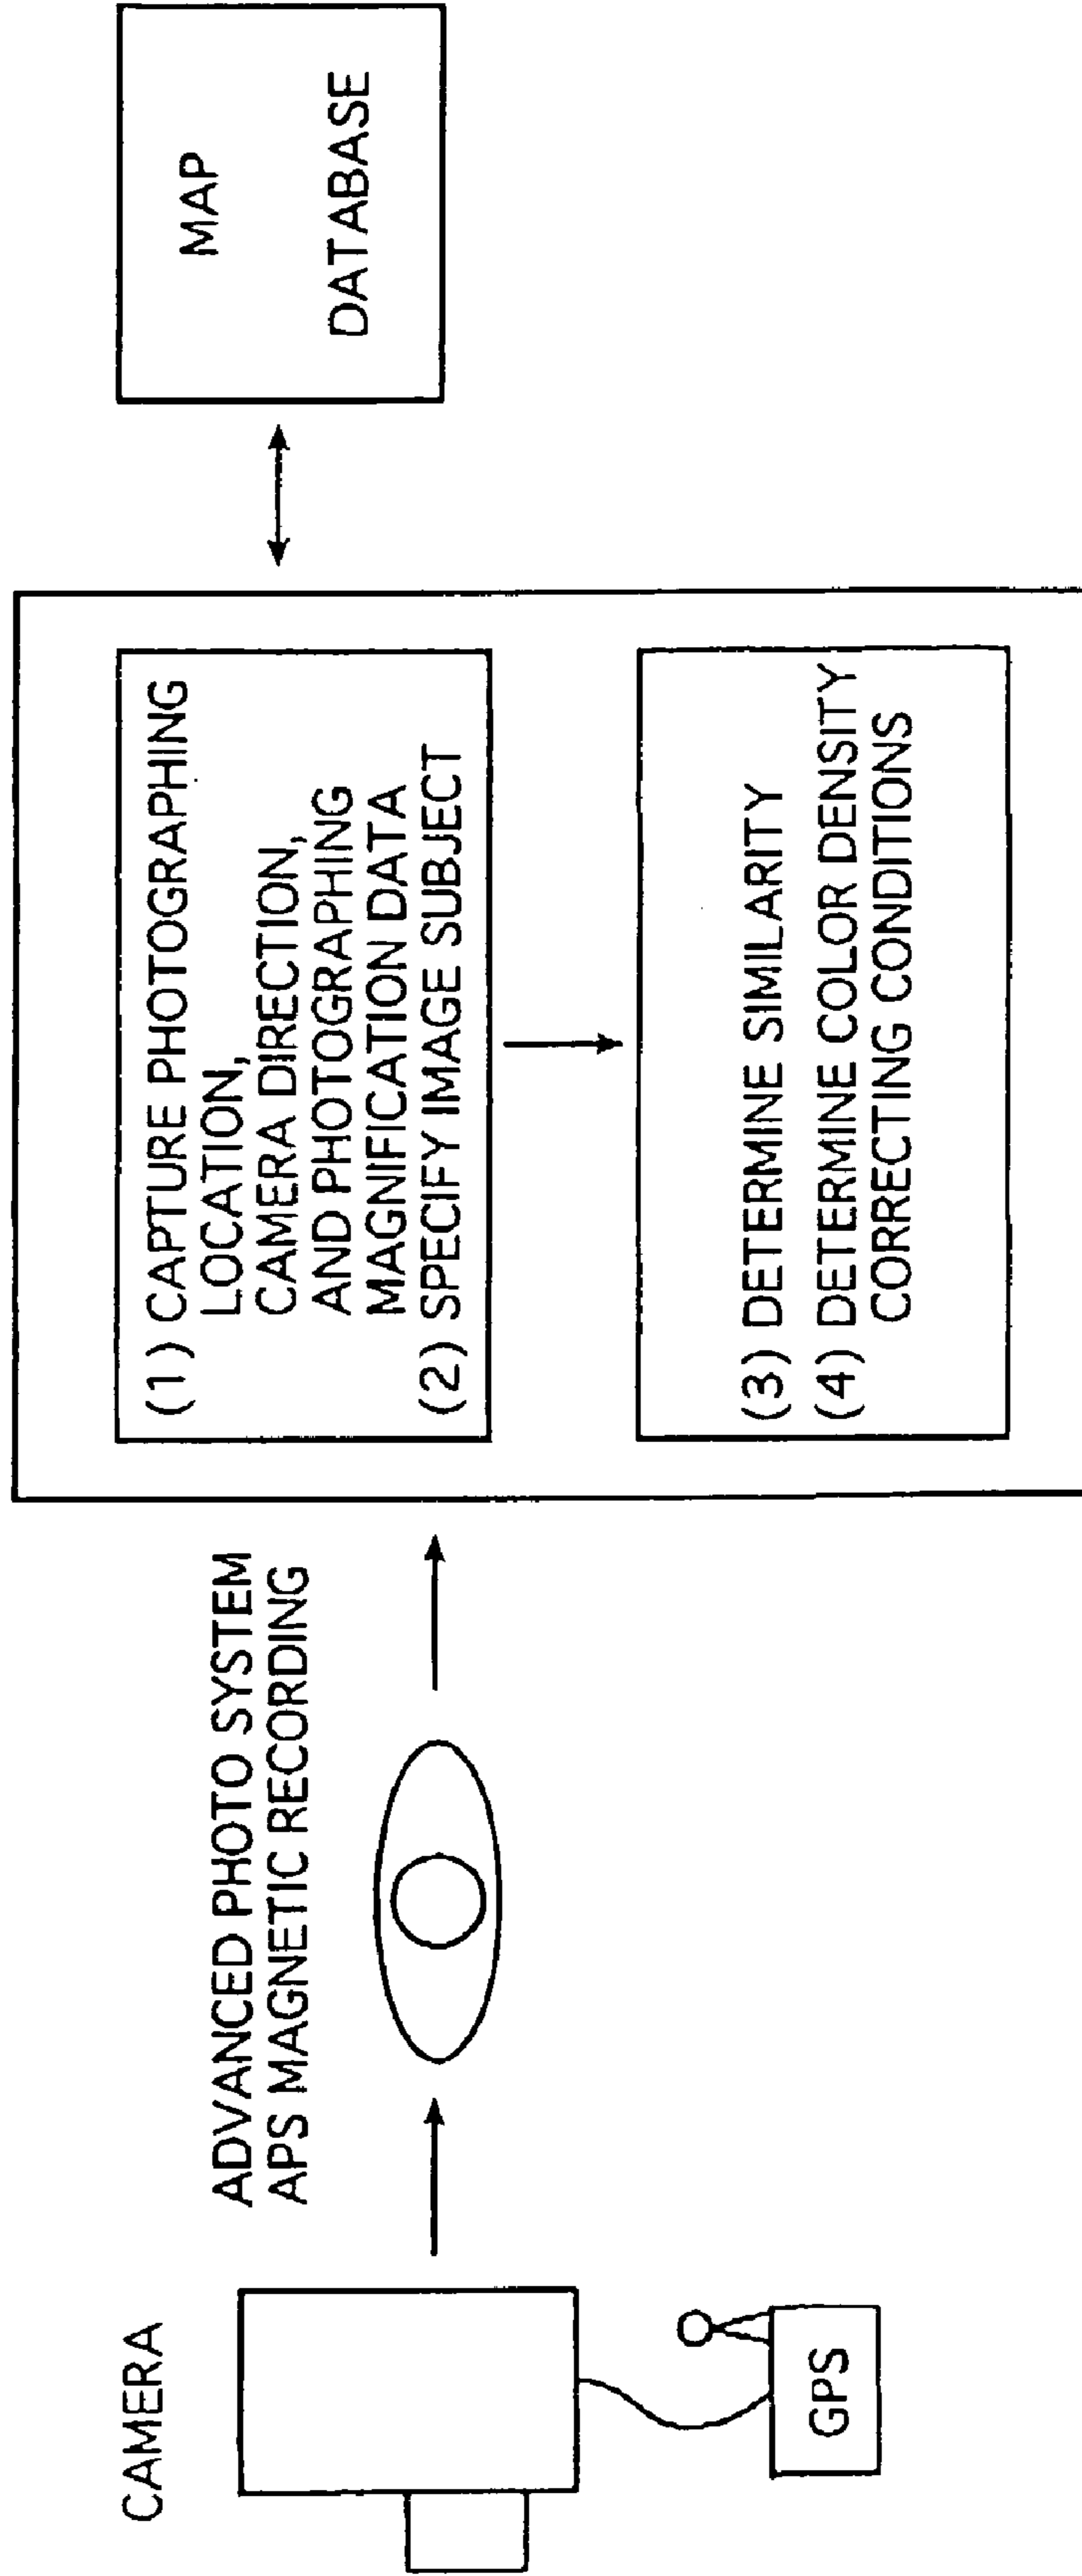 CAMERA
GPS
ADVANCED PHOTO SYSTEM
APS MAGNETIC RECORDING
(1) CAPTURE PHOTOGRAPHING
LOCATION,
CAMERA DIRECTION,
AND PHOTOGRAPHING
MAGNIFICATION DATA
(2) SPECIFY IMAGE SUBJECT
(3) DETERMINE SIMILARITY
(4) DETERMINE COLOR DENSITY
CORRECTING CONDITIONS
MAP
DATABASE